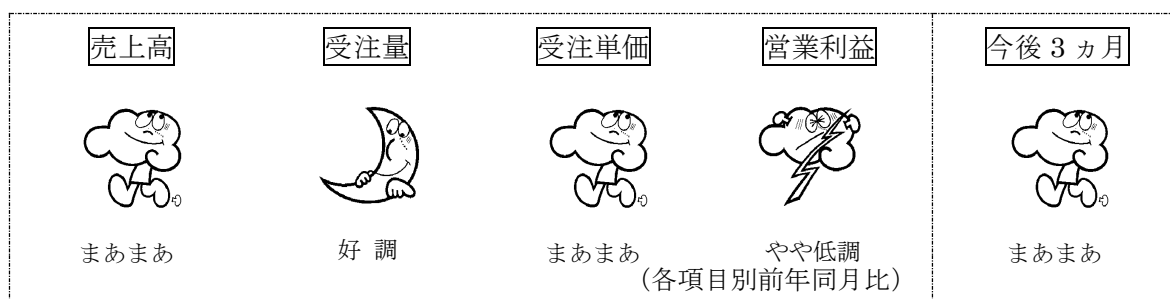 売上高 受注量 受注単価 営業利益 今後3ヵ月
まあまあ 好 調 まあまあ やや低調 まあまあ
（各項目別前年同月比）